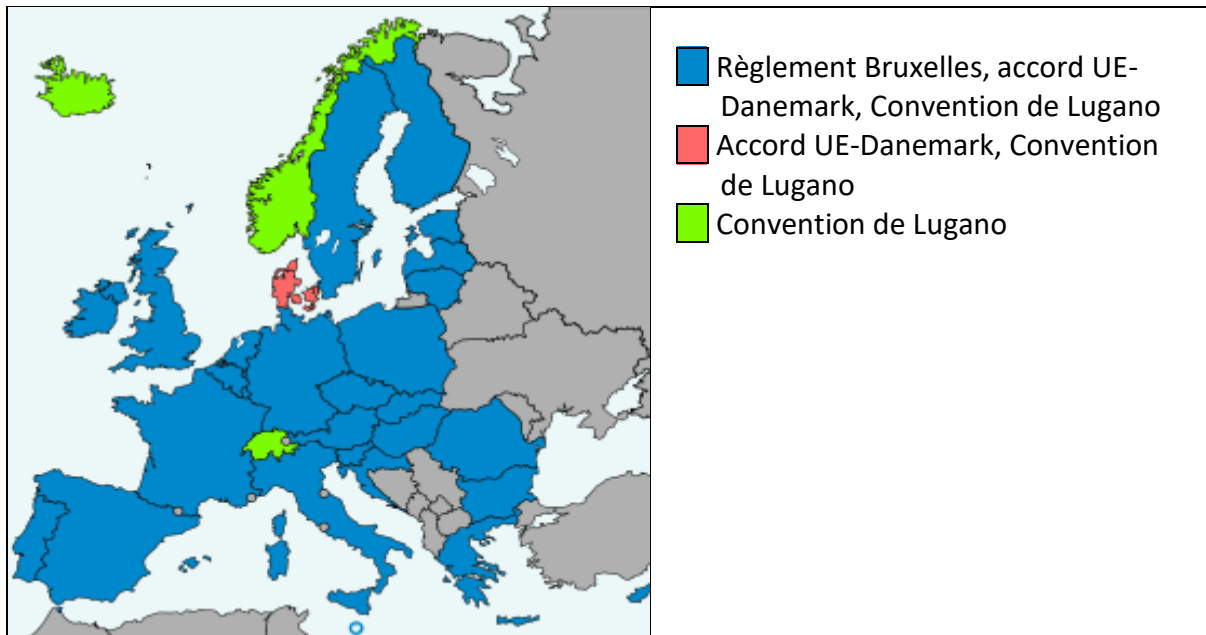 Règlement Bruxelles, accord UE-
Danemark, Convention de Lugano
Accord UE-Danemark, Convention
de Lugano
Convention de Lugano